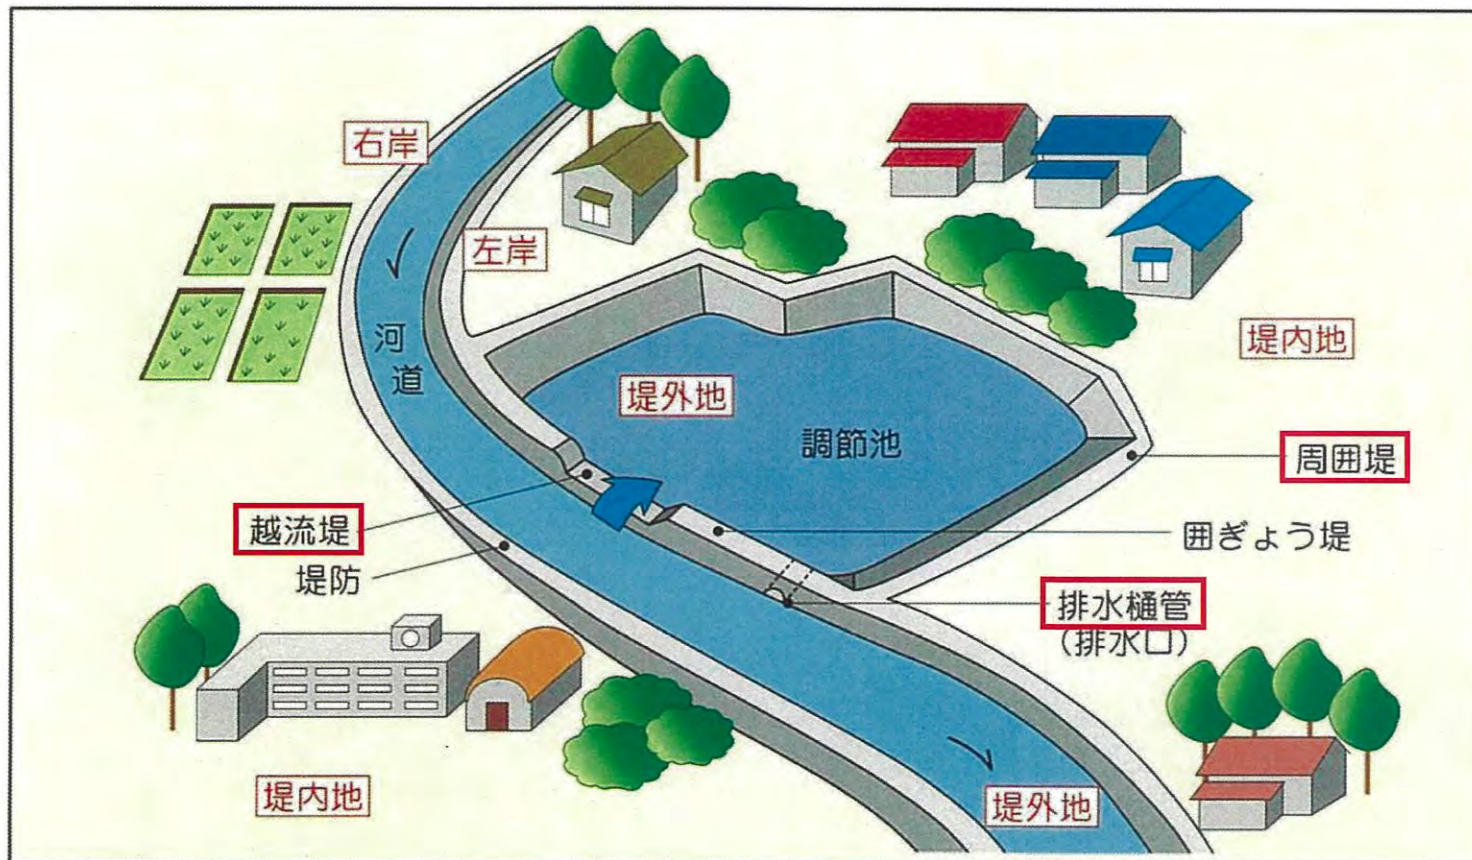 右岸
左岸
河道
堤外地
調節池
堤内地
周囲堤
越流堤
囲ぎょう堤
堤防
排水樋管
(排水口)
堤内地
堤外地